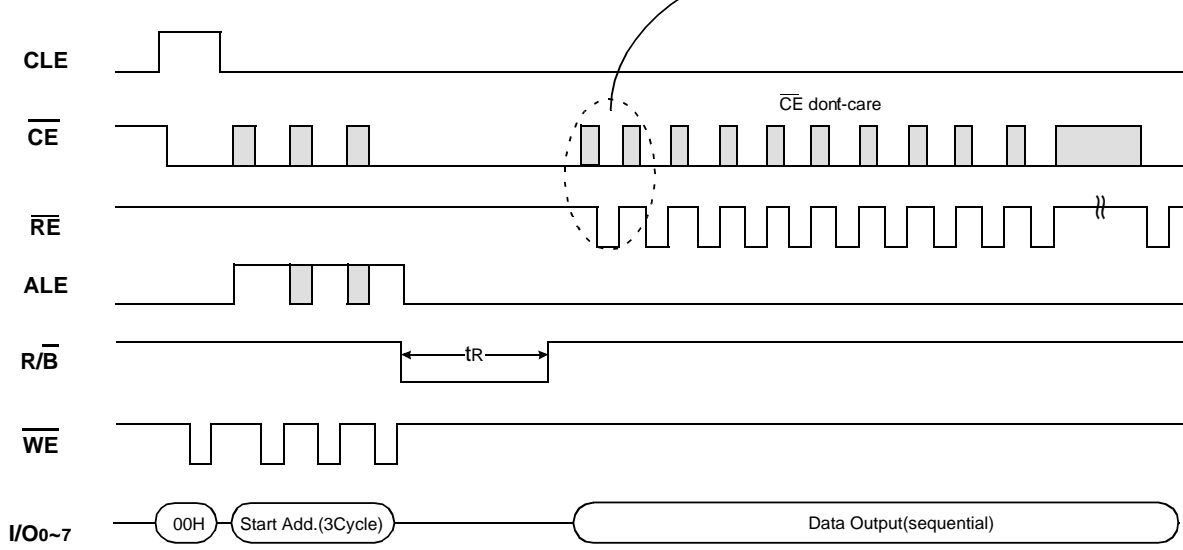 CLE
CE
CE dont-care
RE
ALE
R/B
tR
WE
I/O0~7
00H
Start Add.(3Cycle)
Data Output(sequential)